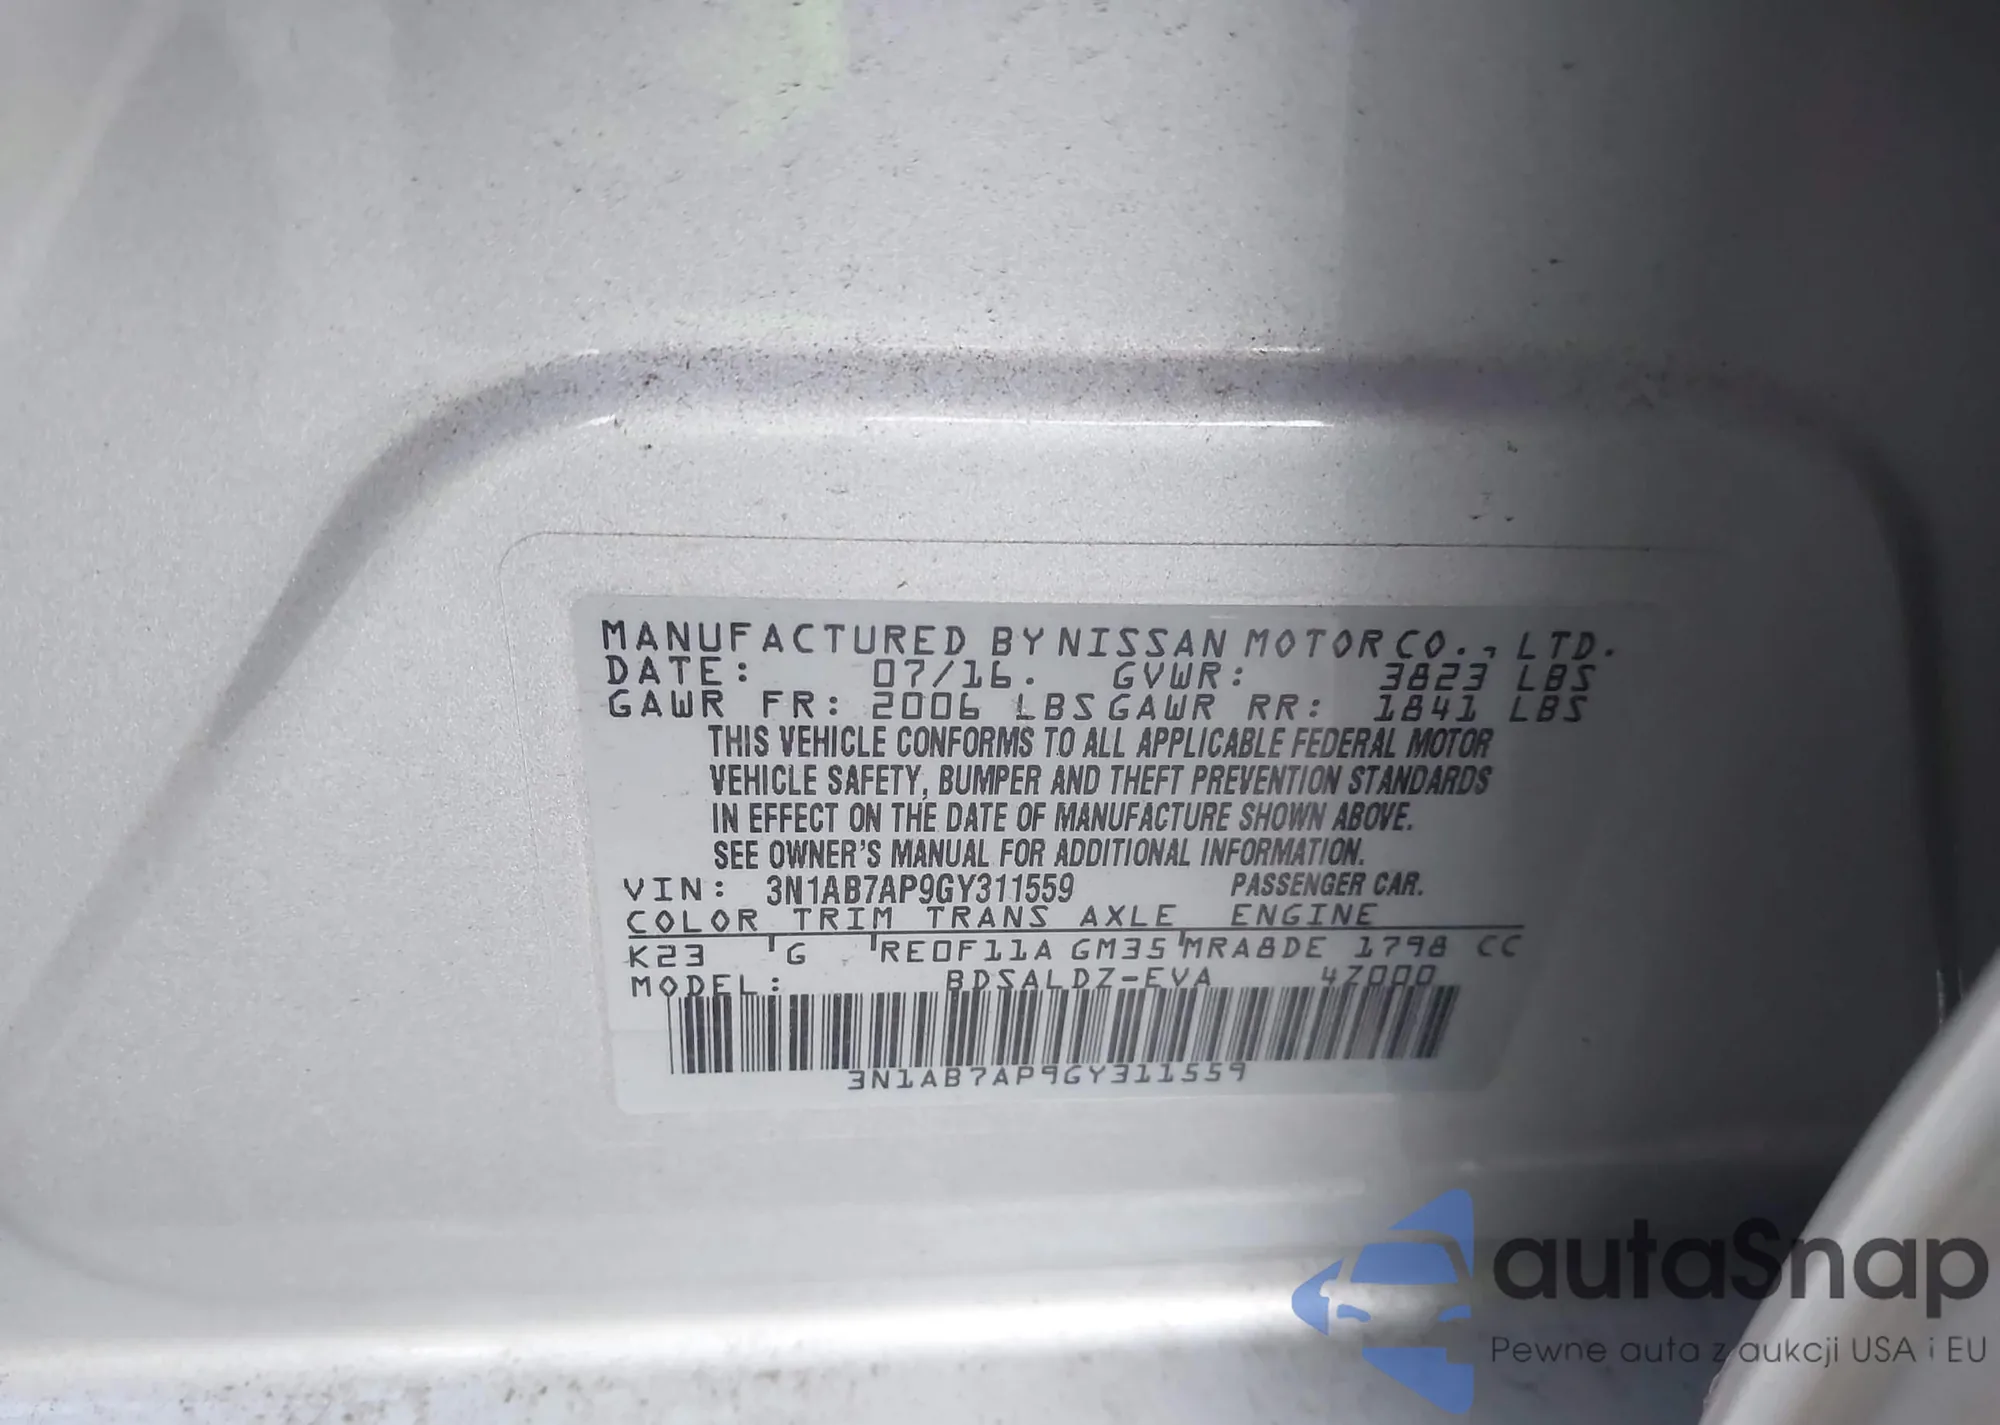 MANUFACTURED BY NISSAN MOTOR CO., LTD.
DATE: 07/16. GVWR: 3823 LBS
GAWR FR: 2006 LBS GAWR RR: 1841 LBS
THIS VEHICLE CONFORMS TO ALL APPLICABLE FEDERAL MOTOR
VEHICLE SAFETY, BUMPER AND THEFT PREVENTION STANDARDS
IN EFFECT ON THE DATE OF MANUFACTURE SHOWN ABOVE.
SEE OWNER'S MANUAL FOR ADDITIONAL INFORMATION.
VIN: 3N1AB7AP9GY311559 PASSENGER CAR.
COLOR TRIM TRANS AXLE ENGINE
K23 G RE0F11A GM35 MRA8DE 1798 CC
MODEL: BDSALDZ-EVA 4Z000
3N1AB7AP9GY311559
autaSnap
Pewne auta z aukcji USA i EU